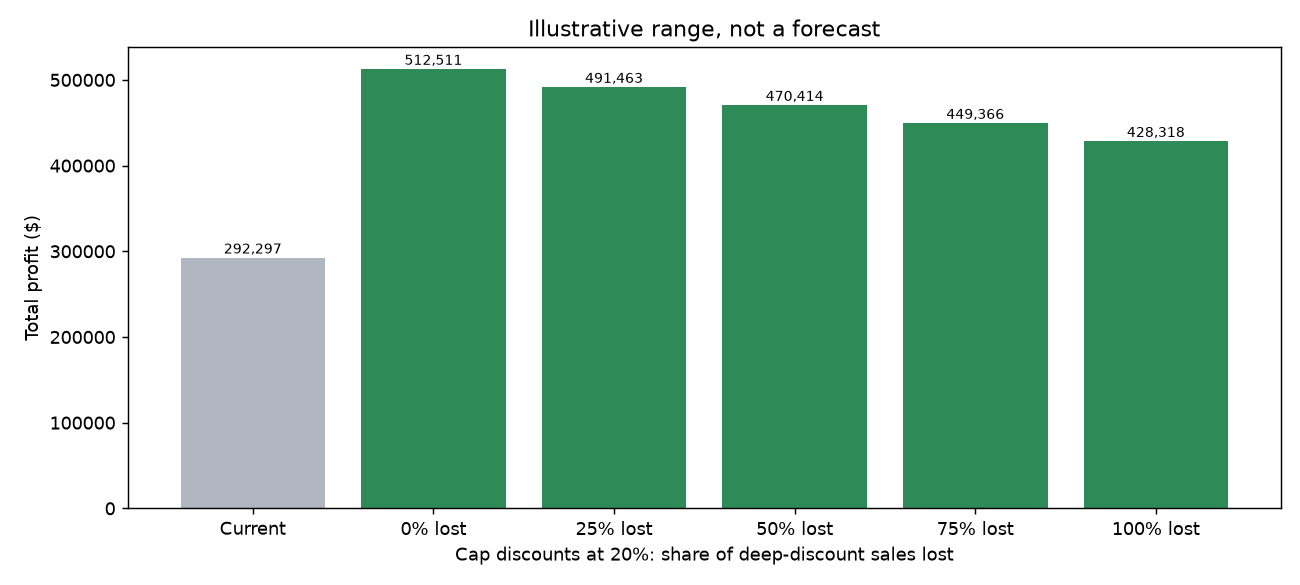 Illustrative range, not a forecast
Total profit ($)
500000
400000
300000
200000
100000
0
292,297
512,511
491,463
470,414
449,366
428,318
Current
0% lost
25% lost
50% lost
75% lost
100% lost
Cap discounts at 20%: share of deep-discount sales lost